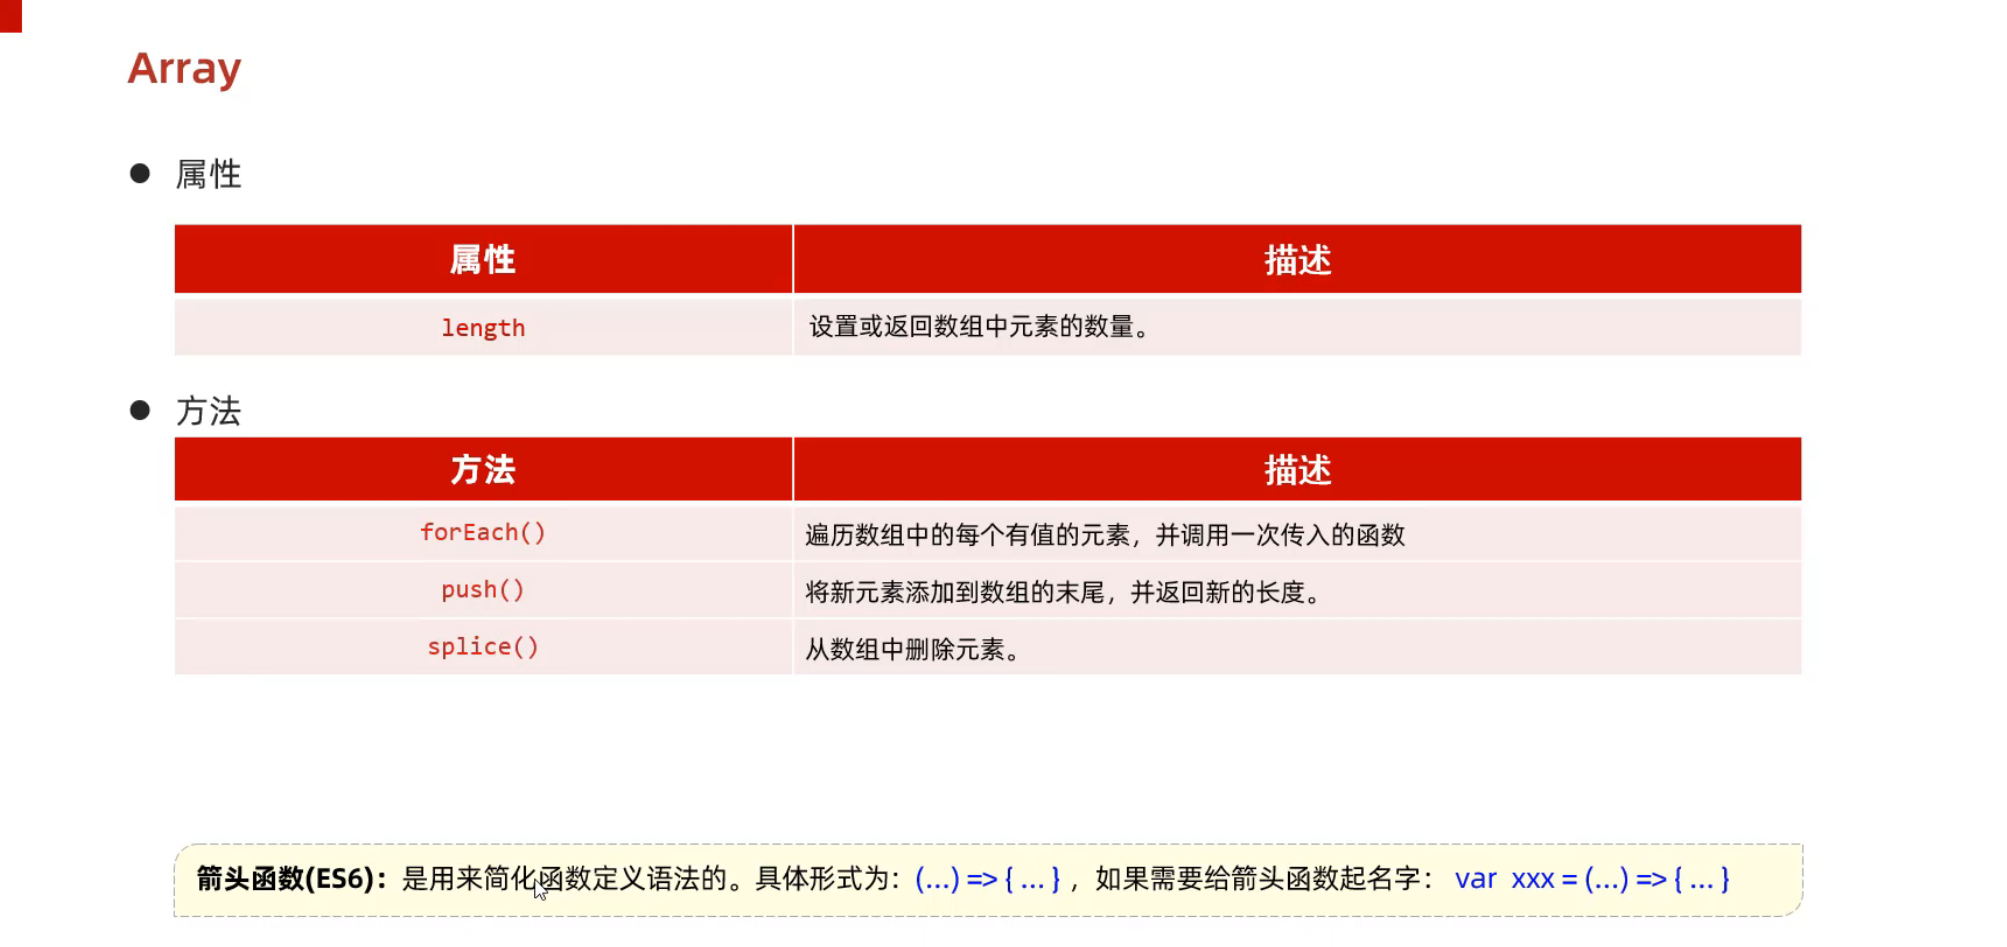 Array
属性
属性 描述
length 设置或返回数组中元素的数量。
方法
方法 描述
forEach() 遍历数组中的每个有值的元素，并调用一次传入的函数
push() 将新元素添加到数组的末尾，并返回新的长度。
splice() 从数组中删除元素。
箭头函数(ES6)：是用来简化函数定义语法的。具体形式为：(…) => { … } ，如果需要给箭头函数起名字： var xxx = (…) => { … }